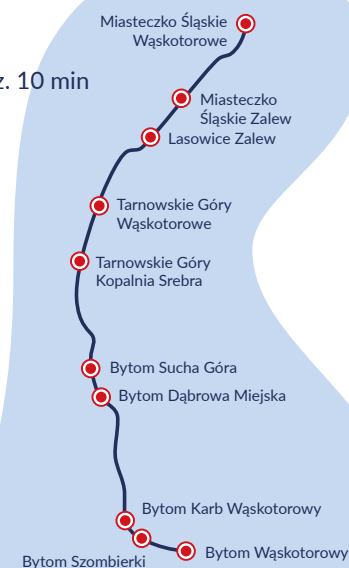 Miasteczko Śląskie
Wąskotorowe
z. 10 min
Miasteczko
Śląskie Zalew
Lasowice Zalew
Tarnowskie Góry
Wąskotorowe
Tarnowskie Góry
Kopalnia Srebra
Bytom Sucha Góra
Bytom Dąbrowa Miejska
Bytom Karb Wąskotorowy
Bytom Wąskotorowy
Bytom Szombierki